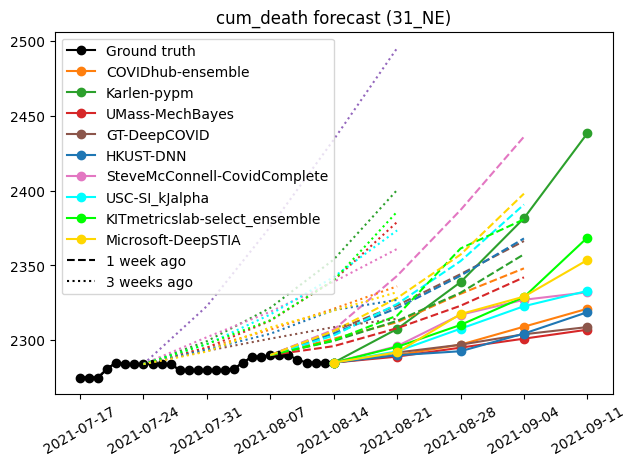 cum_death forecast (31_NE)
2500
2450
2400
2350
2300
Ground truth
COVIDhub-ensemble
Karlen-pypm
UMass-MechBayes
GT-DeepCOVID
HKUST-DNN
SteveMcConnell-CovidComplete
USC-SI_kJalpha
KITmetricslab-select_ensemble
Microsoft-DeepSTIA
1 week ago
3 weeks ago
2021-07-17
2021-07-24
2021-07-31
2021-08-07
2021-08-14
2021-08-21
2021-08-28
2021-09-04
2021-09-11